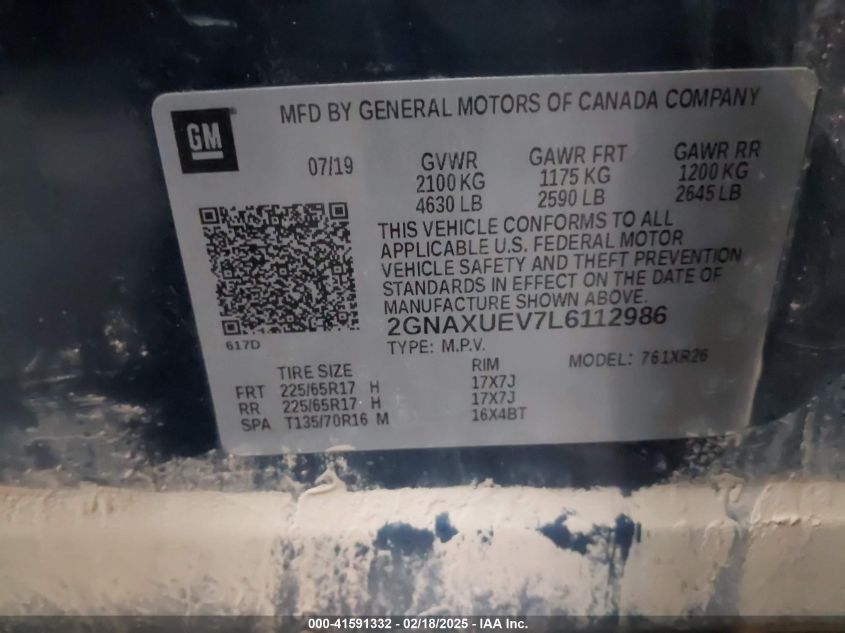 GM
MFD BY GENERAL MOTORS OF CANADA COMPANY
07/19
GVWR
2100 KG
4630 LB
GAWR FRT
1175 KG
2590 LB
GAWR RR
1200 KG
2645 LB
THIS VEHICLE CONFORMS TO ALL
APPLICABLE U.S. FEDERAL MOTOR
VEHICLE SAFETY AND THEFT PREVENTION
STANDARDS IN EFFECT ON THE DATE OF
MANUFACTURE SHOWN ABOVE.
617D
2GNAXUEV7L6112986
TYPE: M.P.V.
MODEL: 761XR26
TIRE SIZE RIM
FRT 225/65R17 H 17X7J
RR 225/65R17 H 17X7J
SPA T135/70R16 M 16X4BT
000-41591332 - 02/18/2025 - IAA Inc.